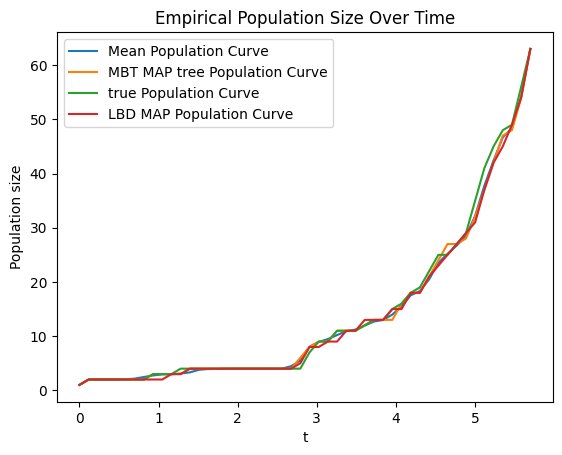 Empirical Population Size Over Time
Mean Population Curve
MBT MAP tree Population Curve
true Population Curve
LBD MAP Population Curve
Population size
60
50
40
30
20
10
0
0 1 2 3 4 5
t